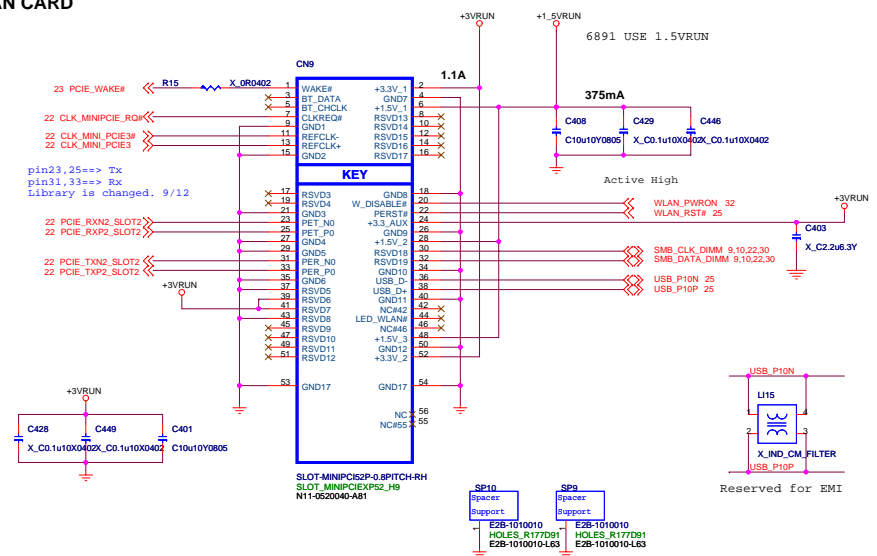 AN CARD
+3VRUN
+1_5VRUN
6891 USE 1.5VRUN
CN9
1.1A
375mA
23 PCIE_WAKE#
R15
X_0R0402
22 CLK_MINIPCIE_RQ#
22 CLK_MINI_PCIE3#
22 CLK_MINI_PCIE3
pin23,25==> Tx
pin31,33==> Rx
Library is changed. 9/12
1 WAKE# +3.3V_1 2
3 BT_DATA GND7 4
5 BT_CHCLK +1.5V_1 6
7 CLKREQ# RSVD13 8
9 GND1 RSVD14 10
11 REFCLK- RSVD15 12
13 REFCLK+ RSVD16 14
15 GND2 RSVD17 16
KEY
17 RSVD3 GND8 18
19 RSVD4 W_DISABLE# 20
21 GND3 PERST# 22
23 PET_N0 +3.3_AUX 24
25 PET_P0 GND9 26
27 GND4 +1.5V_2 28
29 GND5 RSVD18 30
31 PER_N0 RSVD19 32
33 PER_P0 GND10 34
35 GND6 USB_D- 36
37 RSVD5 USB_D+ 38
39 RSVD6 GND11 40
41 RSVD7 NC#42 42
43 RSVD8 LED_WLAN# 44
45 RSVD9 NC#46 46
47 RSVD10 +1.5V_3 48
49 RSVD11 GND12 50
51 RSVD12 +3.3V_2 52
53 GND17 GND17 54
NC 56
NC#55 55
22 PCIE_RXN2_SLOT2
22 PCIE_RXP2_SLOT2
22 PCIE_TXN2_SLOT2
22 PCIE_TXP2_SLOT2
+3VRUN
C408
C10u10Y0805
C429
X_C0.1u10X0402
C446
X_C0.1u10X0402
Active High
WLAN_PWRON 32
WLAN_RST# 25
+3VRUN
C403
X_C2.2u6.3Y
SMB_CLK_DIMM 9,10,22,30
SMB_DATA_DIMM 9,10,22,30
USB_P10N 25
USB_P10P 25
+3VRUN
C428
X_C0.1u10X0402
C449
X_C0.1u10X0402
C401
C10u10Y0805
SLOT-MINIPCI52P-0.8PITCH-RH
SLOT_MINIPCIEXP52_H9
N11-0520040-A81
USB_P10N
LI15
1 4
2 3
X_IND_CM_FILTER
USB_P10P
Reserved for EMI
SP10
Spacer
Support
1
E2B-1010010
HOLES_R177D91
E2B-1010010-L63
SP9
Spacer
Support
1
E2B-1010010
HOLES_R177D91
E2B-1010010-L63